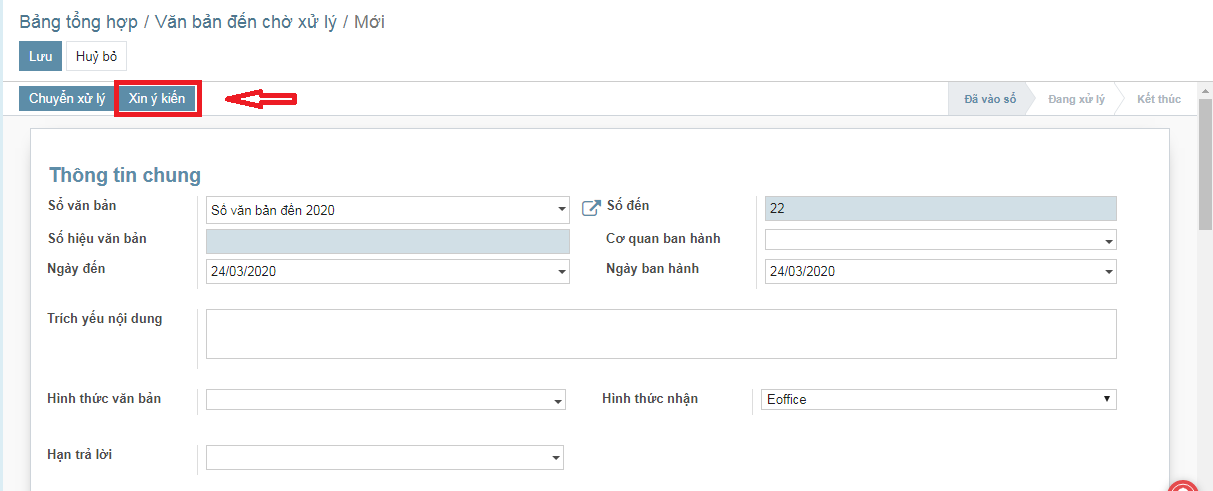 Bảng tổng hợp / Văn bản đến chờ xử lý / Mới
Lưu Huỷ bỏ
Chuyển xử lý Xin ý kiến Đã vào sổ Đang xử lý Kết thúc
Thông tin chung
Sổ văn bản Sổ văn bản đến 2020 Số đến 22
Số hiệu văn bản Cơ quan ban hành
Ngày đến 24/03/2020 Ngày ban hành 24/03/2020
Trích yếu nội dung
Hình thức văn bản Hình thức nhận Eoffice
Hạn trả lời